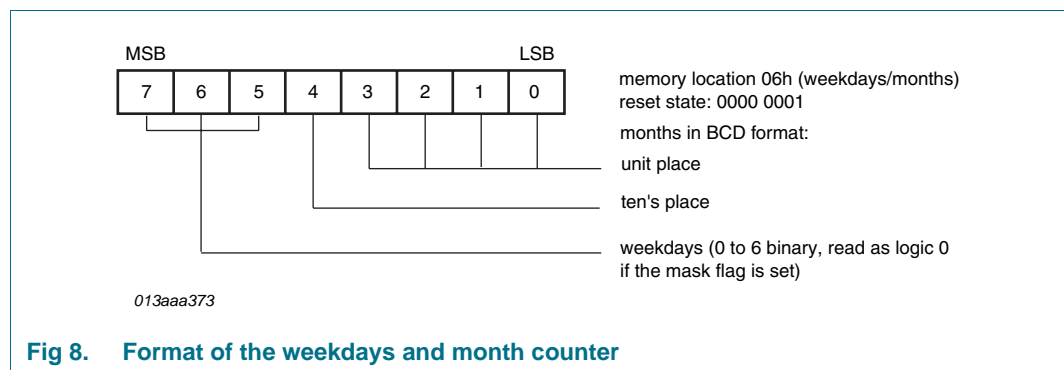 MSB LSB
7 6 5 4 3 2 1 0
memory location 06h (weekdays/months)
reset state: 0000 0001
months in BCD format:
unit place
ten's place
weekdays (0 to 6 binary, read as logic 0
if the mask flag is set)
013aaa373
Fig 8. Format of the weekdays and month counter